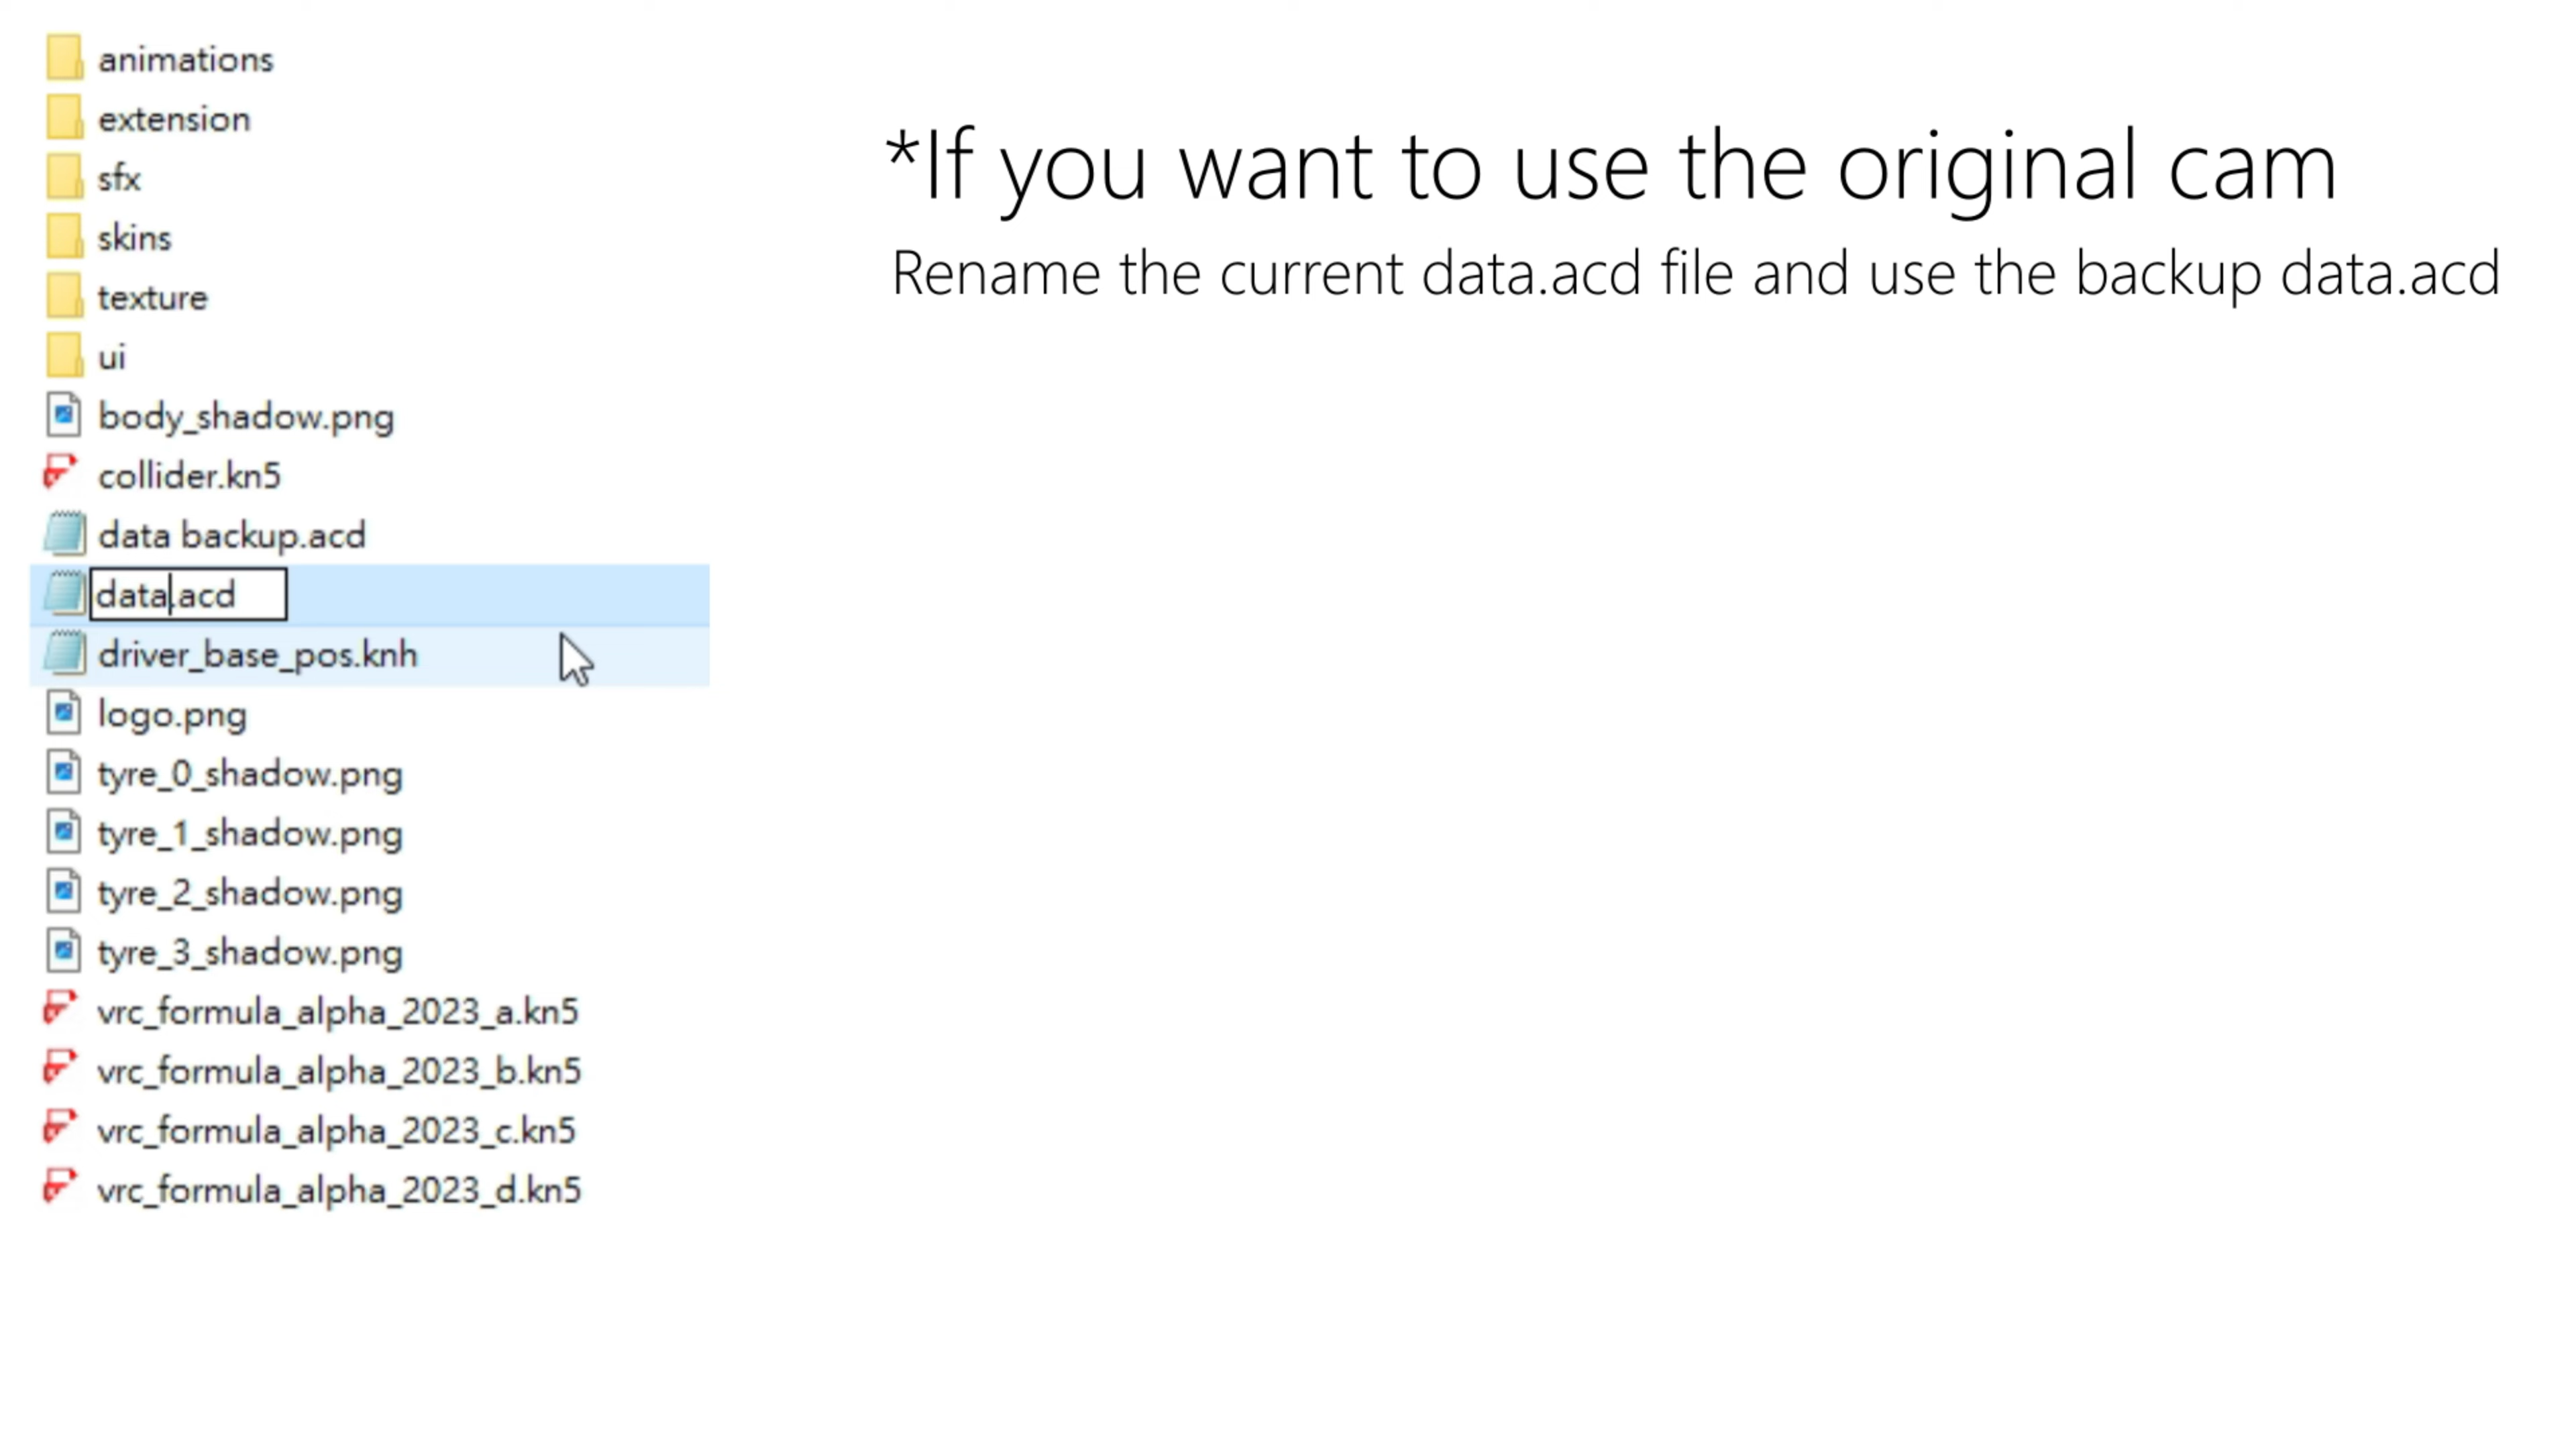 animations
extension
sfx
skins
texture
ui
body_shadow.png
collider.kn5
data backup.acd
data.acd
driver_base_pos.knh
logo.png
tyre_0_shadow.png
tyre_1_shadow.png
tyre_2_shadow.png
tyre_3_shadow.png
vrc_formula_alpha_2023_a.kn5
vrc_formula_alpha_2023_b.kn5
vrc_formula_alpha_2023_c.kn5
vrc_formula_alpha_2023_d.kn5
*If you want to use the original cam
Rename the current data.acd file and use the backup data.acd